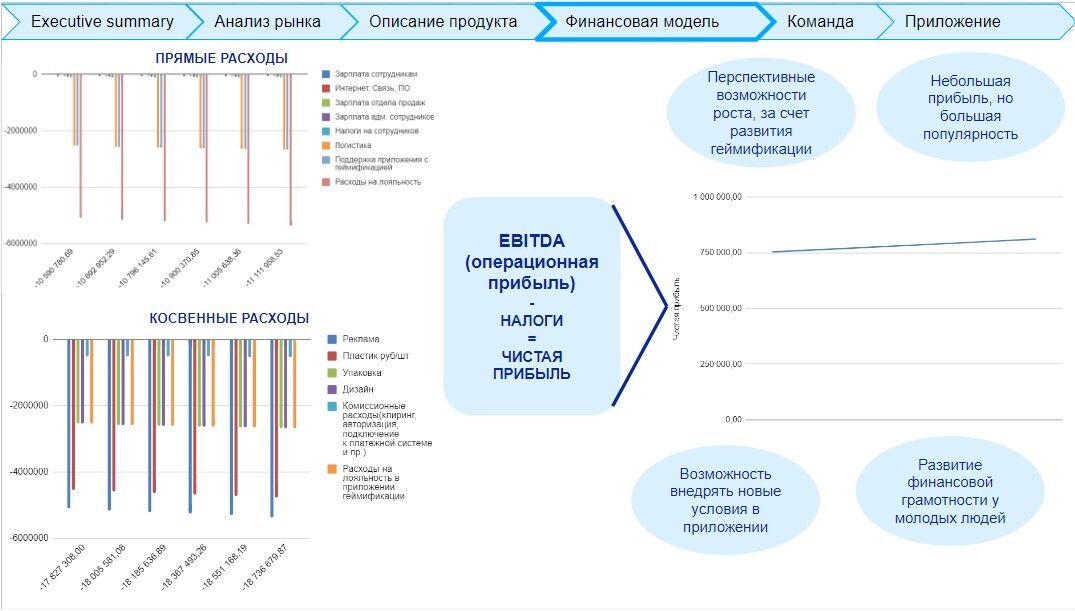 Executive summary
Анализ рынка
Описание продукта
Финансовая модель
Команда
Приложение
ПРЯМЫЕ РАСХОДЫ
0
-2000000
-4000000
-6000000
-10 590 780.69
-10 692 952.29
-10 796 145.61
-10 900 370.85
-11 005 638.36
-11 111 958.53
Зарплата сотрудникам
Интернет, Связь, ПО
Зарплата отдела продаж
Зарплата адм. сотрудников
Налоги на сотрудников
Логистика
Поддержка приложения с
геймификацией
Расходы на лояльность
КОСВЕННЫЕ РАСХОДЫ
0
-2000000
-4000000
-6000000
-17 827 308,00
-18 005 581,08
-18 185 636,89
-18 367 493,26
-18 551 168,19
-18 736 679,87
Реклама
Пластик руб/шт
Упаковка
Дизайн
Комиссионные
расходы(клиринг,
авторизация,
подключение
к платежной системе
и пр.)
Расходы на
лояльность в
приложении
геймификации
EBITDA
(операционная
прибыль)
-
НАЛОГИ
=
ЧИСТАЯ
ПРИБЫЛЬ
Перспективные
возможности
роста, за счет
развития
геймификации
Небольшая
прибыль, но
большая
популярность
1 000 000,00
750 000,00
500 000,00
250 000,00
0,00
Чистая прибыль
Возможность
внедрять новые
условия в
приложении
Развитие
финансовой
грамотности у
молодых людей